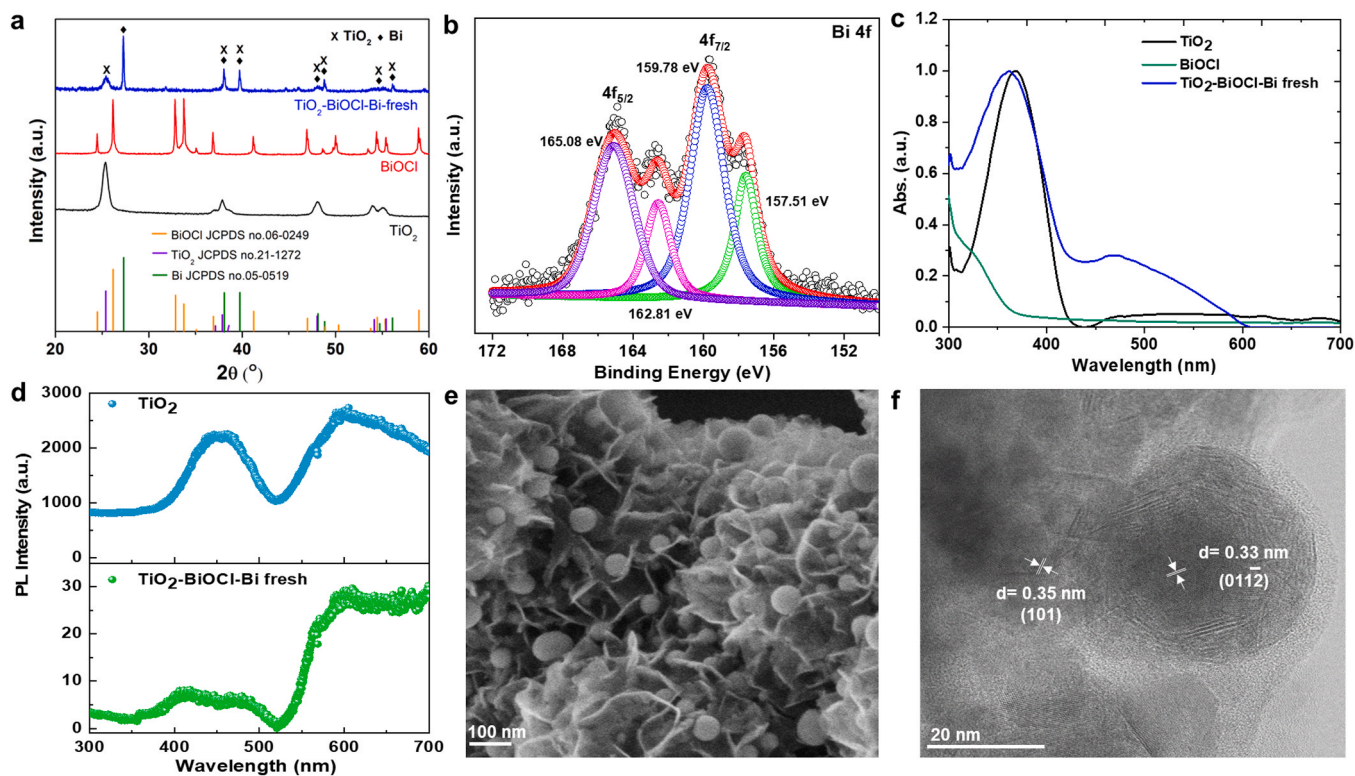 a
x TiO2 ♦ Bi
TiO2-BiOCl-Bi-fresh
BiOCl
TiO2
BiOCl JCPDS no.06-0249
TiO2 JCPDS no.21-1272
Bi JCPDS no.05-0519
Intensity (a.u.)
20 30 40 50 60
2θ (°)
b
Bi 4f
4f7/2
159.78 eV
4f5/2
165.08 eV
157.51 eV
162.81 eV
Intensity (a.u.)
172 168 164 160 156 152
Binding Energy (eV)
c
TiO2
BiOCl
TiO2-BiOCl-Bi fresh
Abs. (a.u.)
1.2
1.0
0.8
0.6
0.4
0.2
0.0
300 400 500 600 700
Wavelength (nm)
d
TiO2
3000
2000
1000
0
TiO2-BiOCl-Bi fresh
30
20
10
0
PL Intensity (a.u.)
300 400 500 600 700
Wavelength (nm)
e
100 nm
f
d= 0.33 nm
(011̅2)
d= 0.35 nm
(101)
20 nm